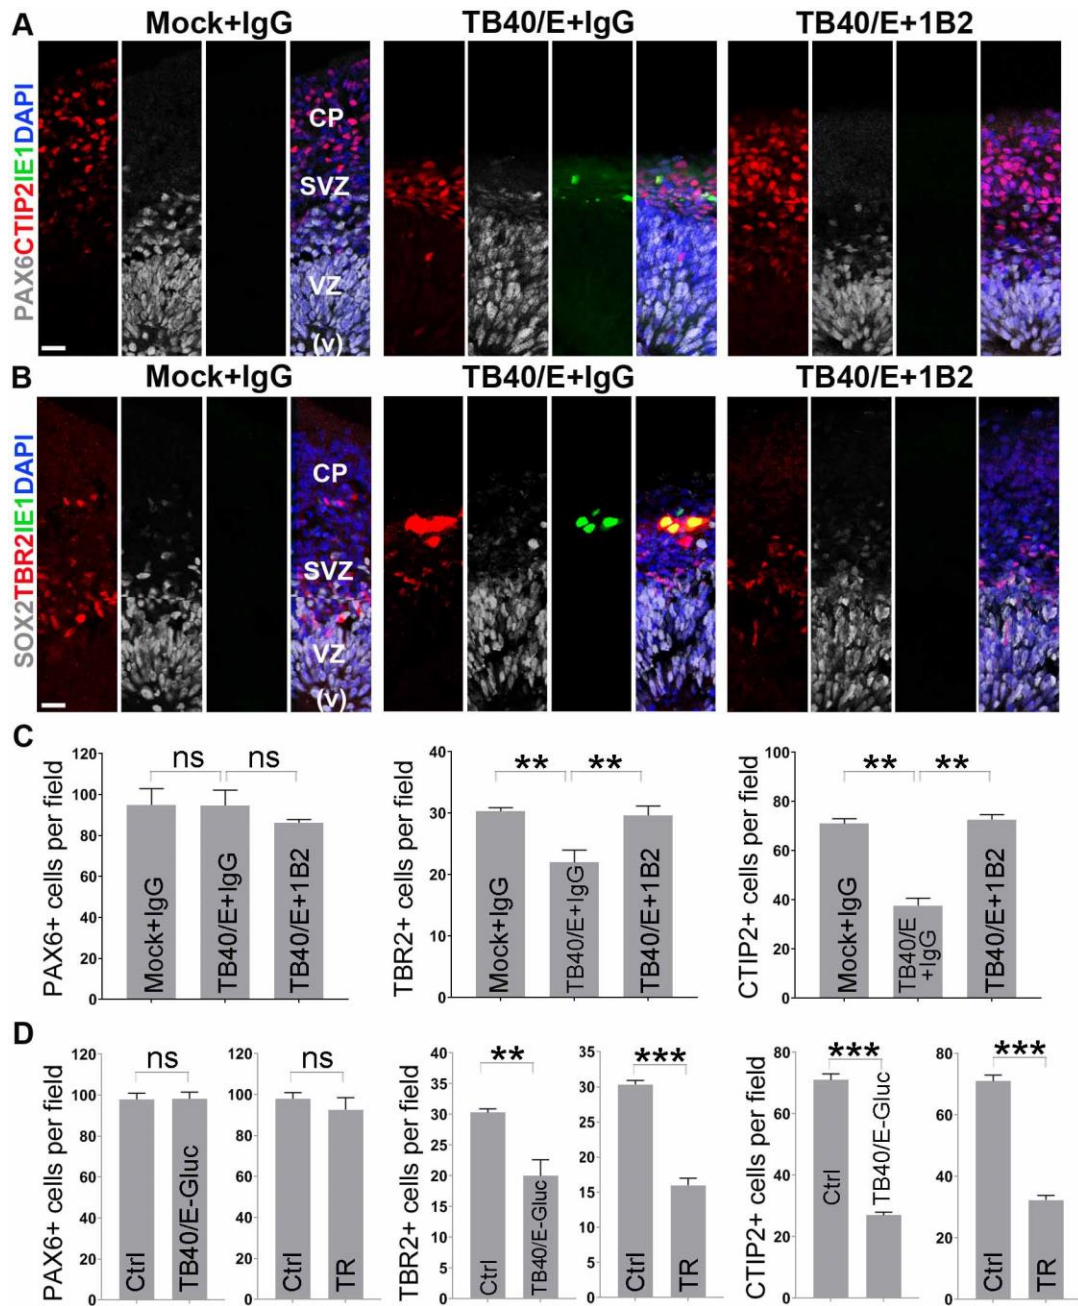 A
Mock+IgG
TB40/E+IgG
TB40/E+1B2
PAX6CTIP2IE1DAPI
CP
SVZ
VZ
(v)
B
Mock+IgG
TB40/E+IgG
TB40/E+1B2
SOX2TBR2IE1DAPI
CP
SVZ
VZ
(v)
C
PAX6+ cells per field
120
100
80
60
40
20
0
ns
ns
Mock+IgG
TB40/E+IgG
TB40/E+1B2
TBR2+ cells per field
40
30
20
10
0
**
**
Mock+IgG
TB40/E+IgG
TB40/E+1B2
CTIP2+ cells per field
100
80
60
40
20
0
**
**
Mock+IgG
TB40/E
+IgG
TB40/E+1B2
D
PAX6+ cells per field
120
100
80
60
40
20
0
ns
Ctrl
TB40/E-Gluc
120
100
80
60
40
20
0
ns
Ctrl
TR
TBR2+ cells per field
40
35
30
25
20
15
10
5
0
**
Ctrl
TB40/E-Gluc
35
30
25
20
15
10
5
0
***
Ctrl
TR
CTIP2+ cells per field
80
60
40
20
0
***
Ctrl
TB40/E-Gluc
80
60
40
20
0
***
Ctrl
TR